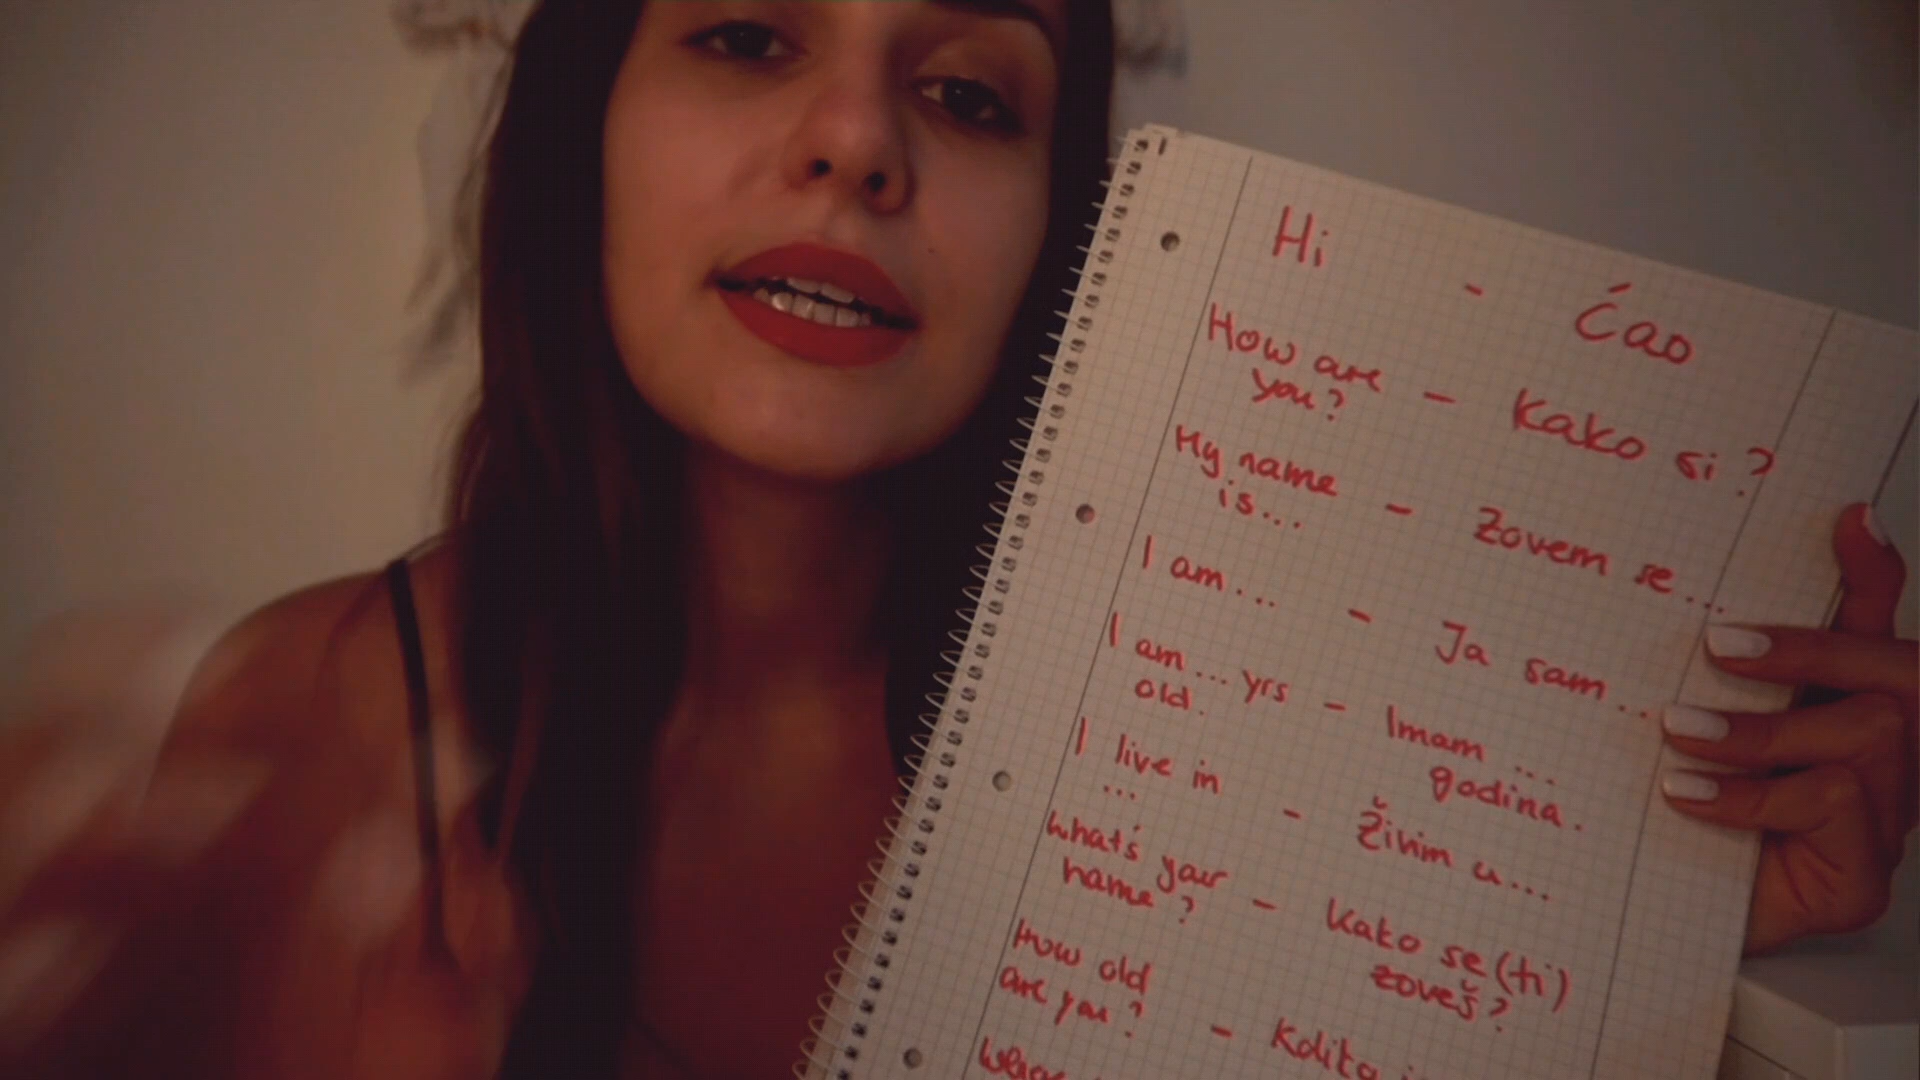 Hi - Ćao
How are - Kako si?
you?
My name - Zovem se...
is...
I am... - Ja sam...
I am... yrs - Imam ...
old. godina.
I live in - Živim u...
...
What's your - Kako se (ti)
name? zoveš?
How old - Kolito
are you?